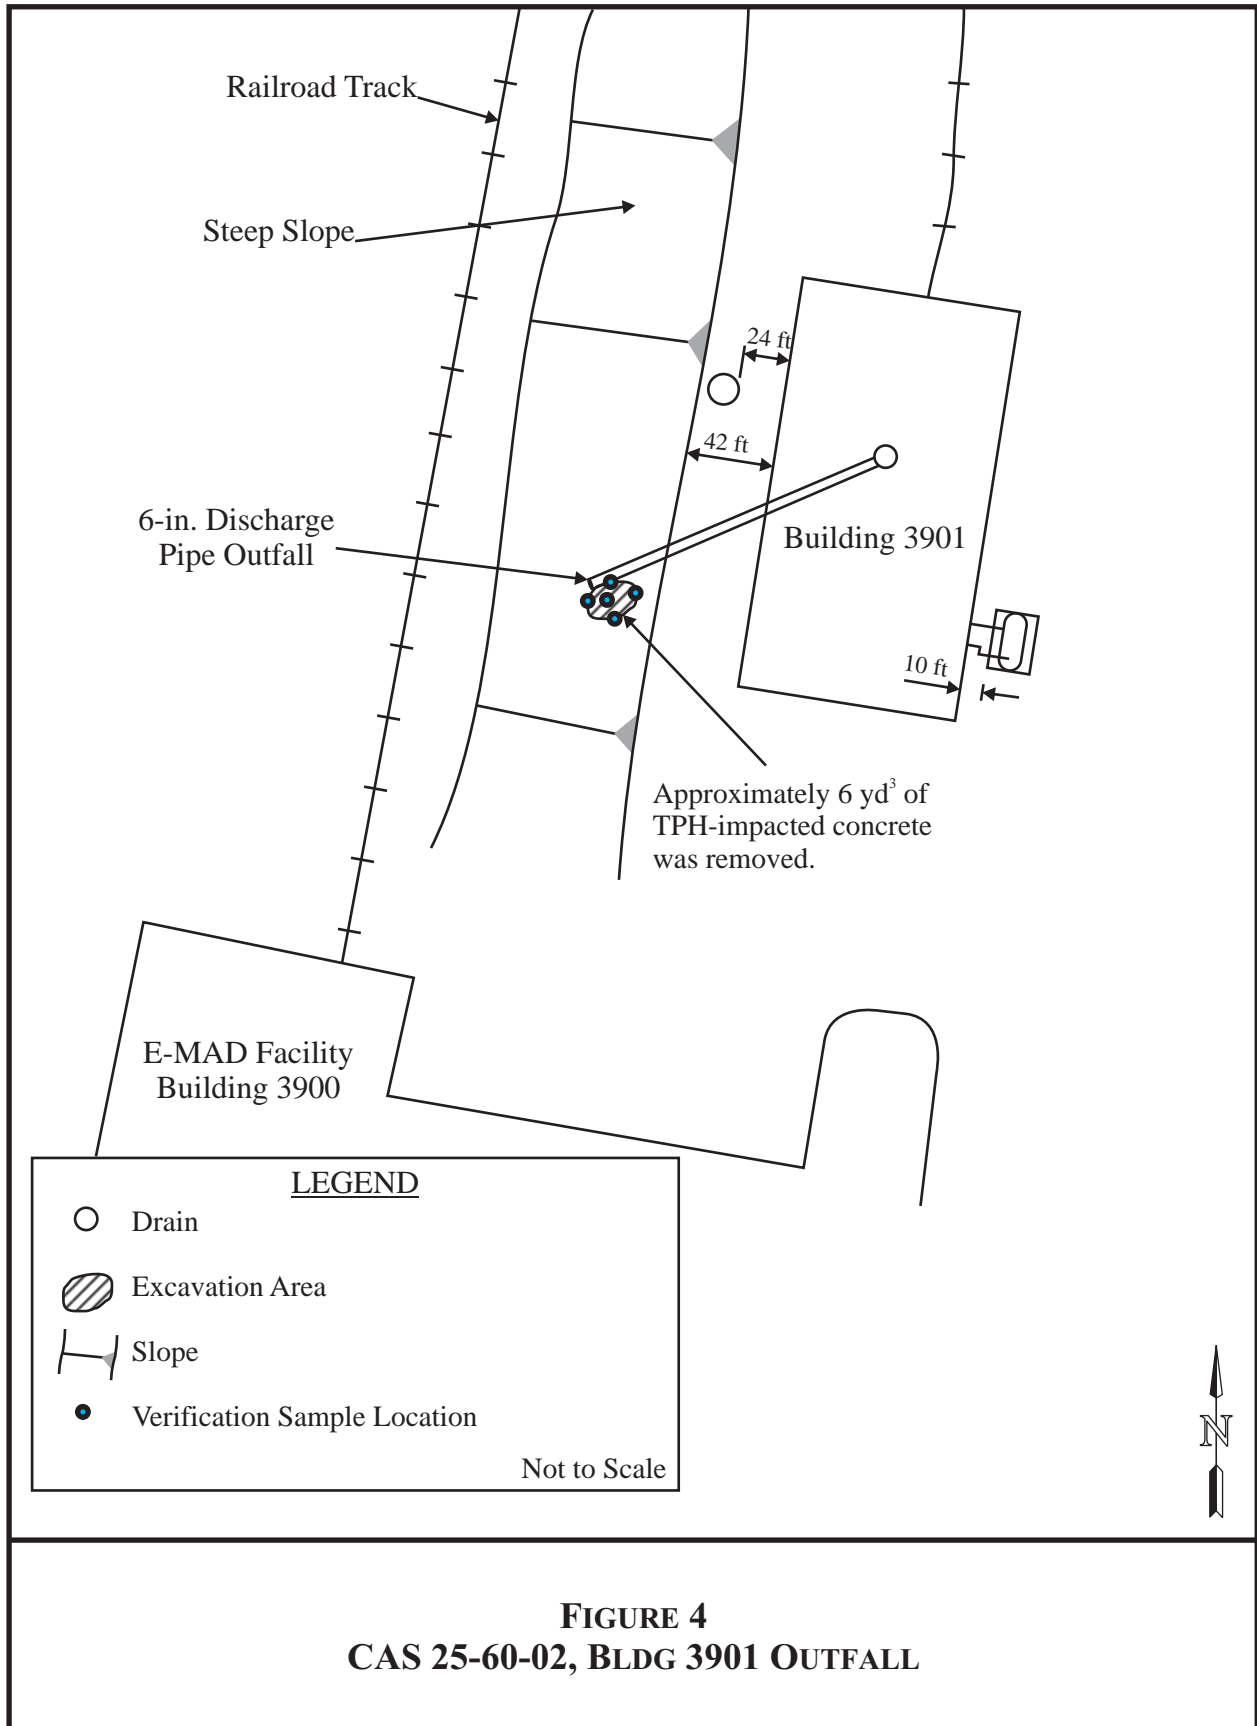 Railroad Track
Steep Slope
24 ft
42 ft
6-in. Discharge
Pipe Outfall
Building 3901
10 ft
Approximately 6 yd³ of
TPH-impacted concrete
was removed.
E-MAD Facility
Building 3900
LEGEND
Drain
Excavation Area
Slope
Verification Sample Location
Not to Scale
N
FIGURE 4
CAS 25-60-02, BLDG 3901 OUTFALL